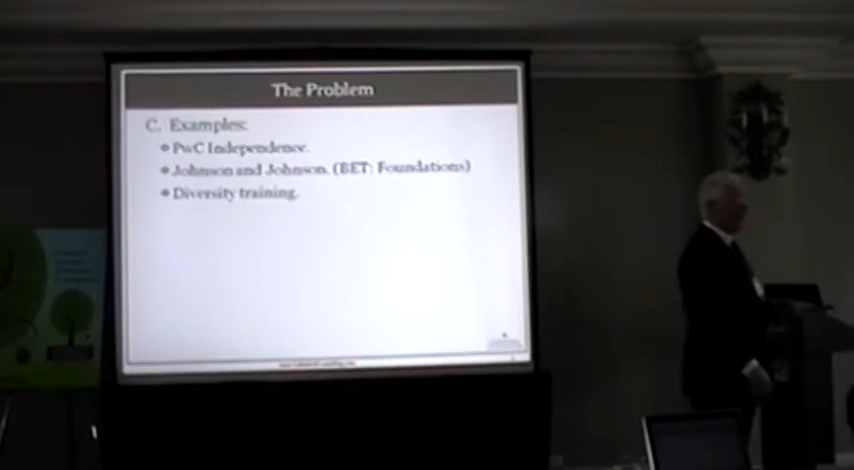 The Problem
C. Examples:
❖ PwC Independence.
❖ Johnson and Johnson. (BET: Foundations)
❖ Diversity training.